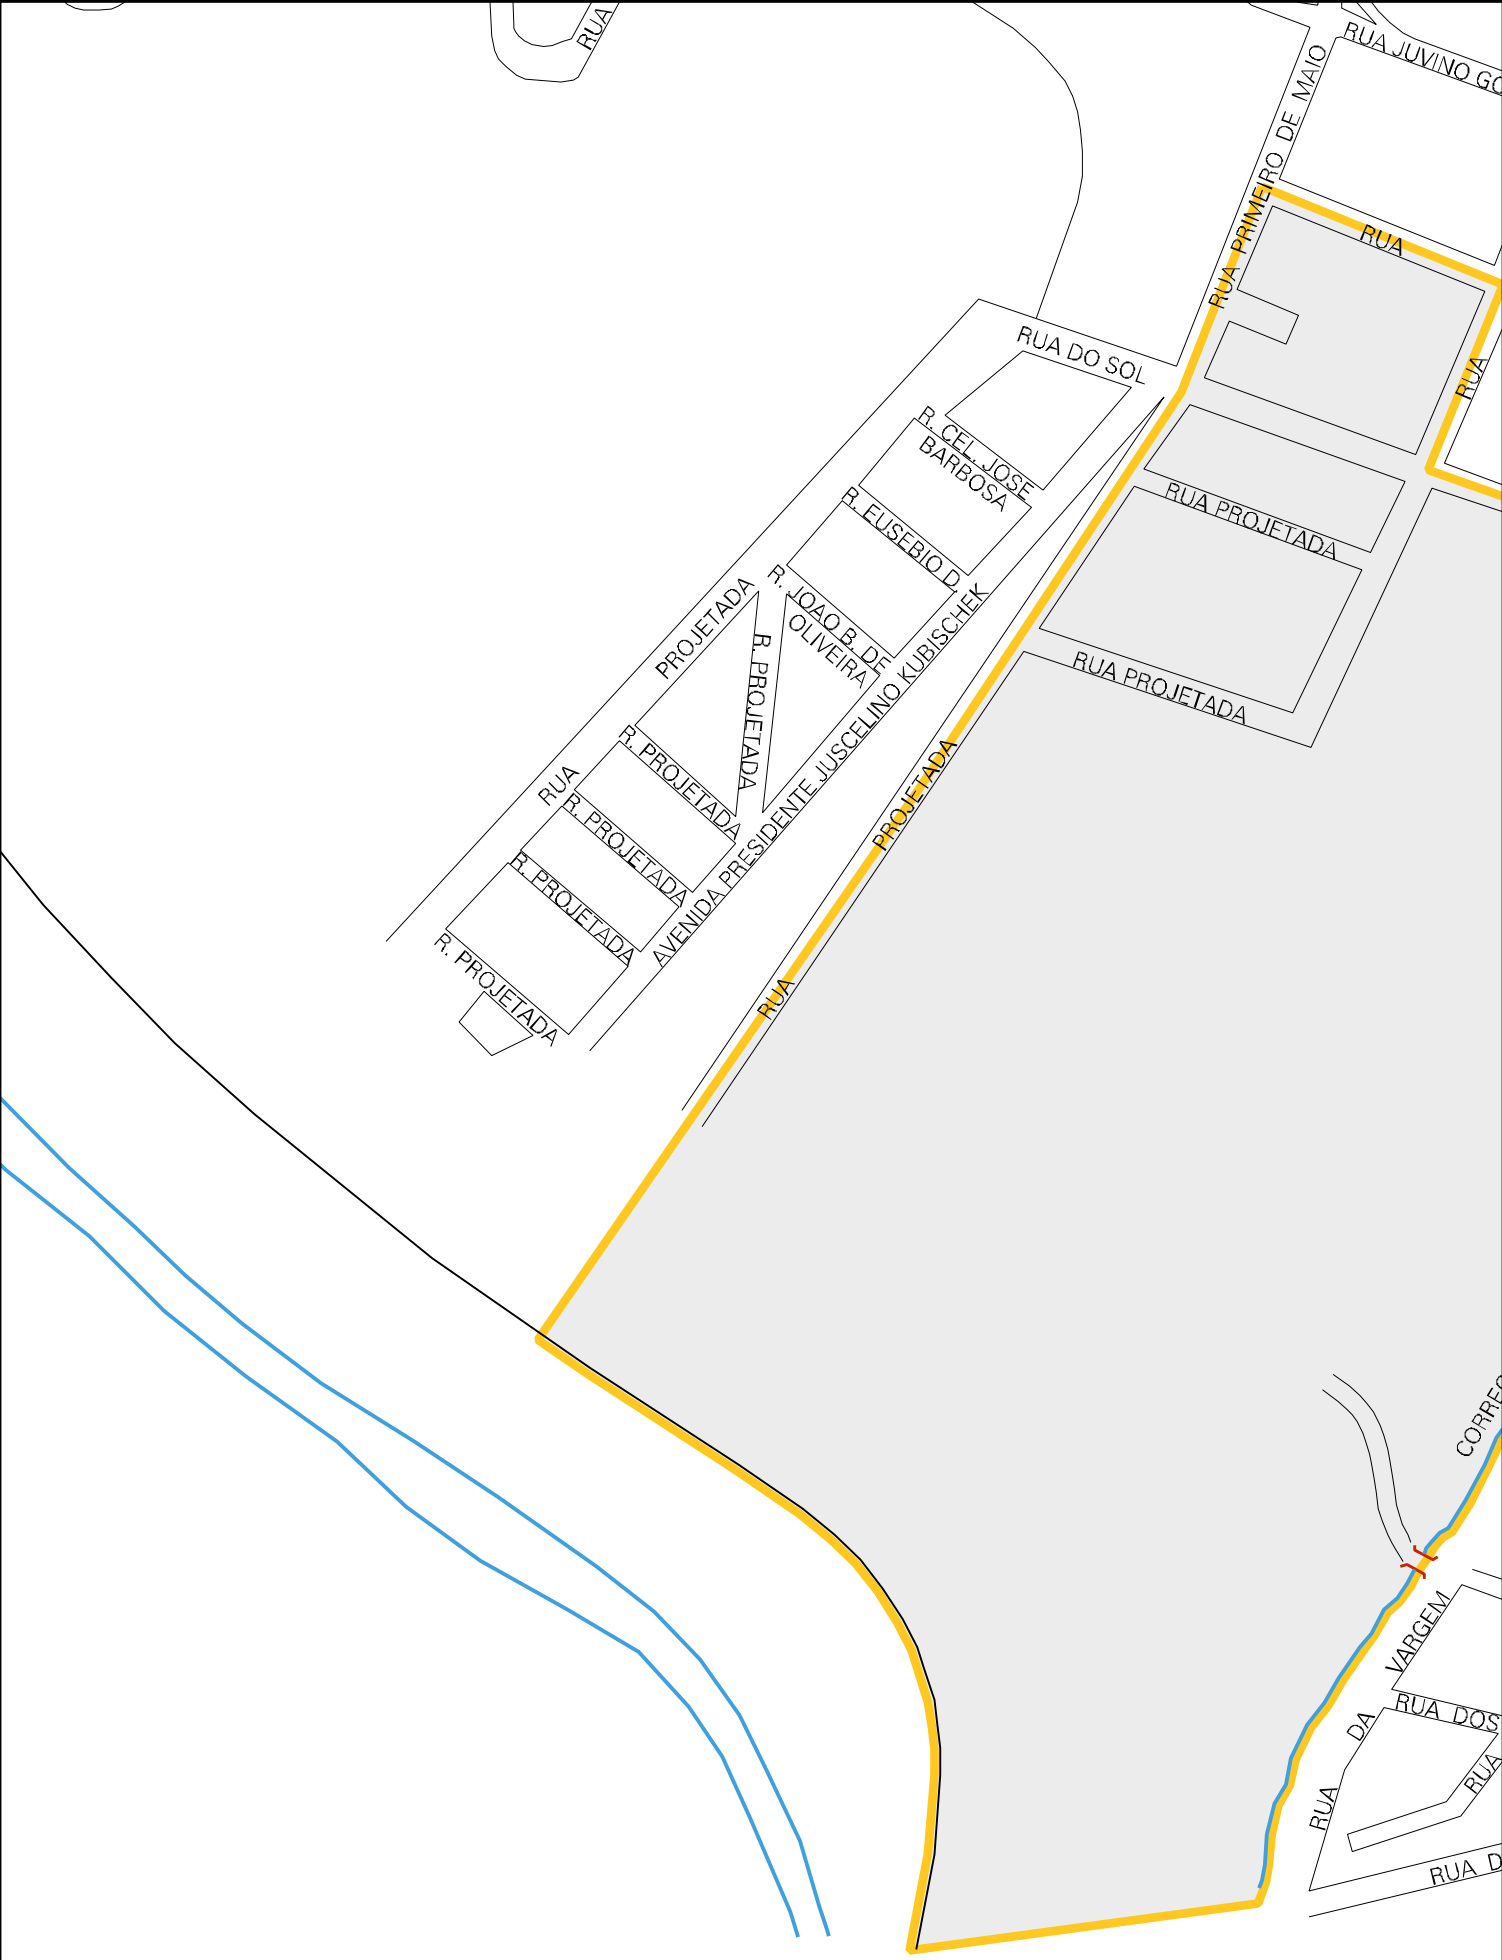 RUA
RUA JUVINO GO
RUA PRIMEIRO DE MAIO
RUA
RUA
RUA DO SOL
R. CEL. JOSE
BARBOSA
R. EUSEBIO D.
R. JOAO B. DE
OLIVEIRA
RUA PROJETADA
RUA PROJETADA
RUA PROJETADA
R. PROJETADA
R. PROJETADA
R. PROJETADA
R. PROJETADA
R. PROJETADA
AVENIDA PRESIDENTE JUSCELINO KUBISCHEK
RUA PROJETADA
CORREG
RUA DA VARGEM
RUA DOS
RUA
RUA D